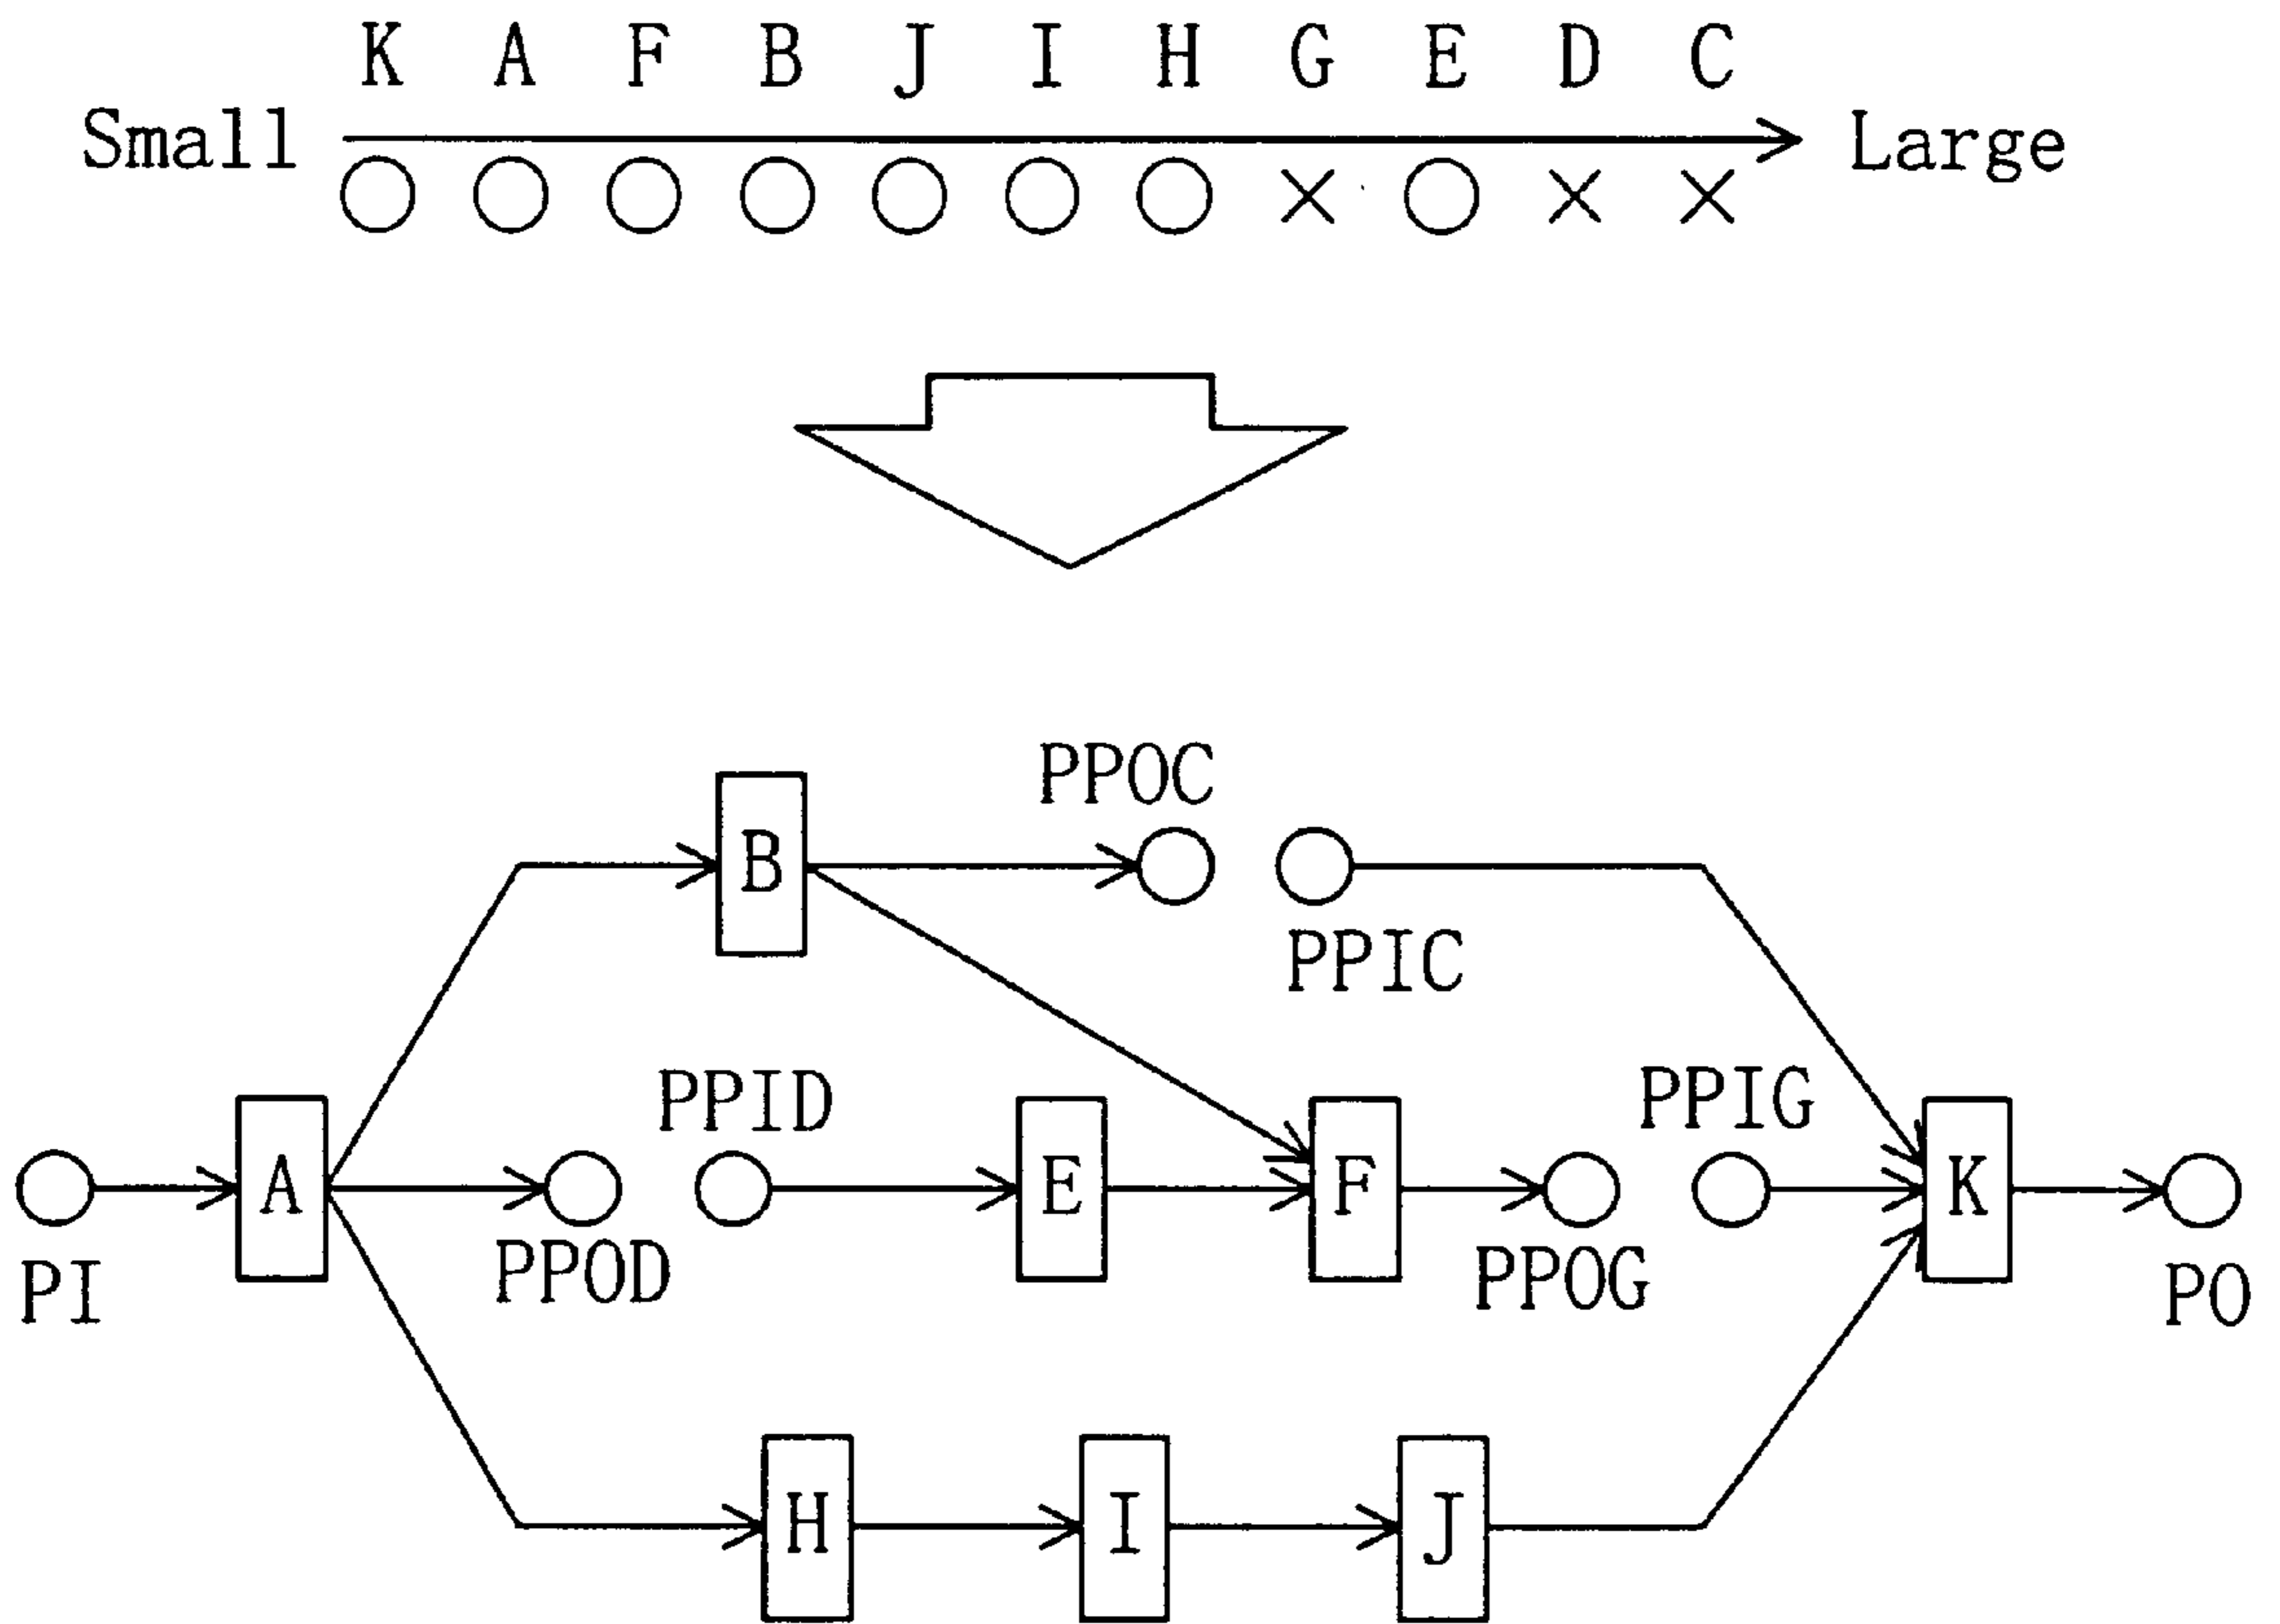 K A F B J I H G E D C
Small Large
PPOC
B
PPIC
PPID PPIG
A E F K
PI PPOD PPOG PO
H I J